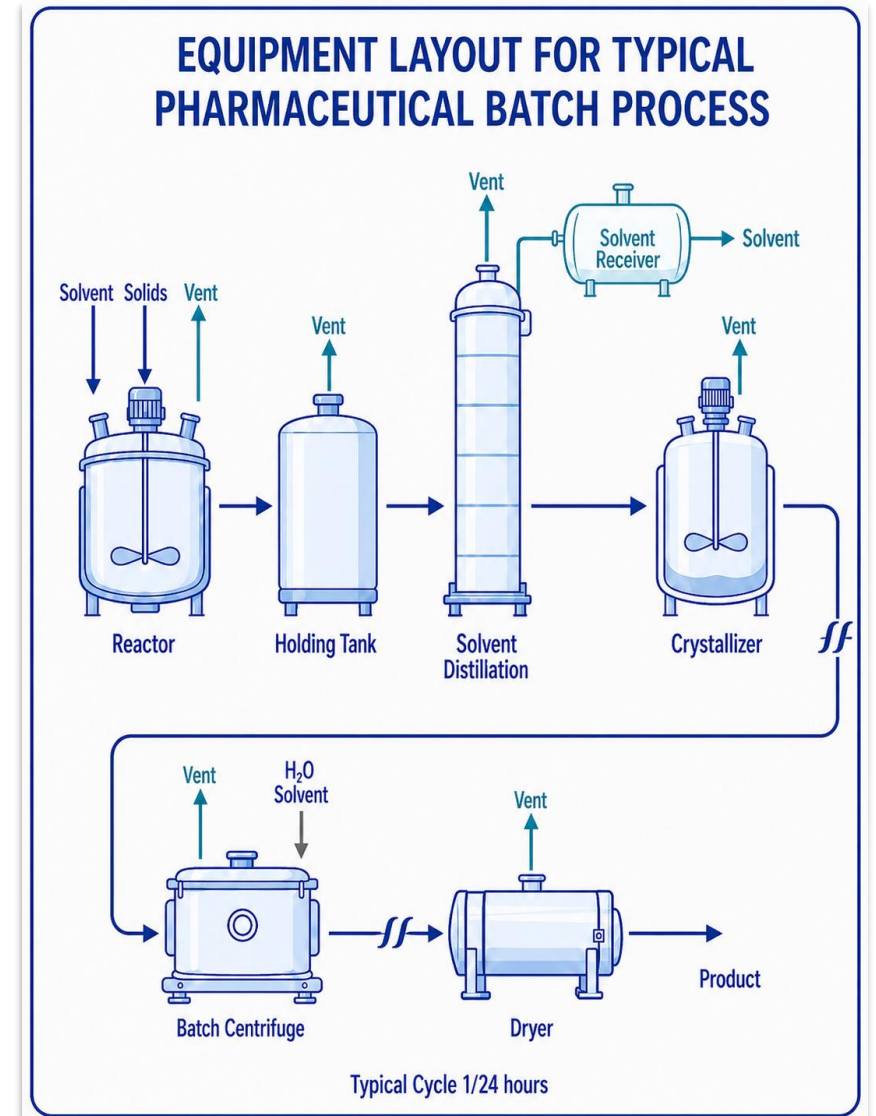 EQUIPMENT LAYOUT FOR TYPICAL
PHARMACEUTICAL BATCH PROCESS
Vent
Solvent
Receiver
Solvent
Solvent Solids Vent
Vent
Vent
Reactor
Holding Tank
Solvent
Distillation
Crystallizer
Vent
H₂O
Solvent
Vent
Product
Batch Centrifuge
Dryer
Typical Cycle 1/24 hours